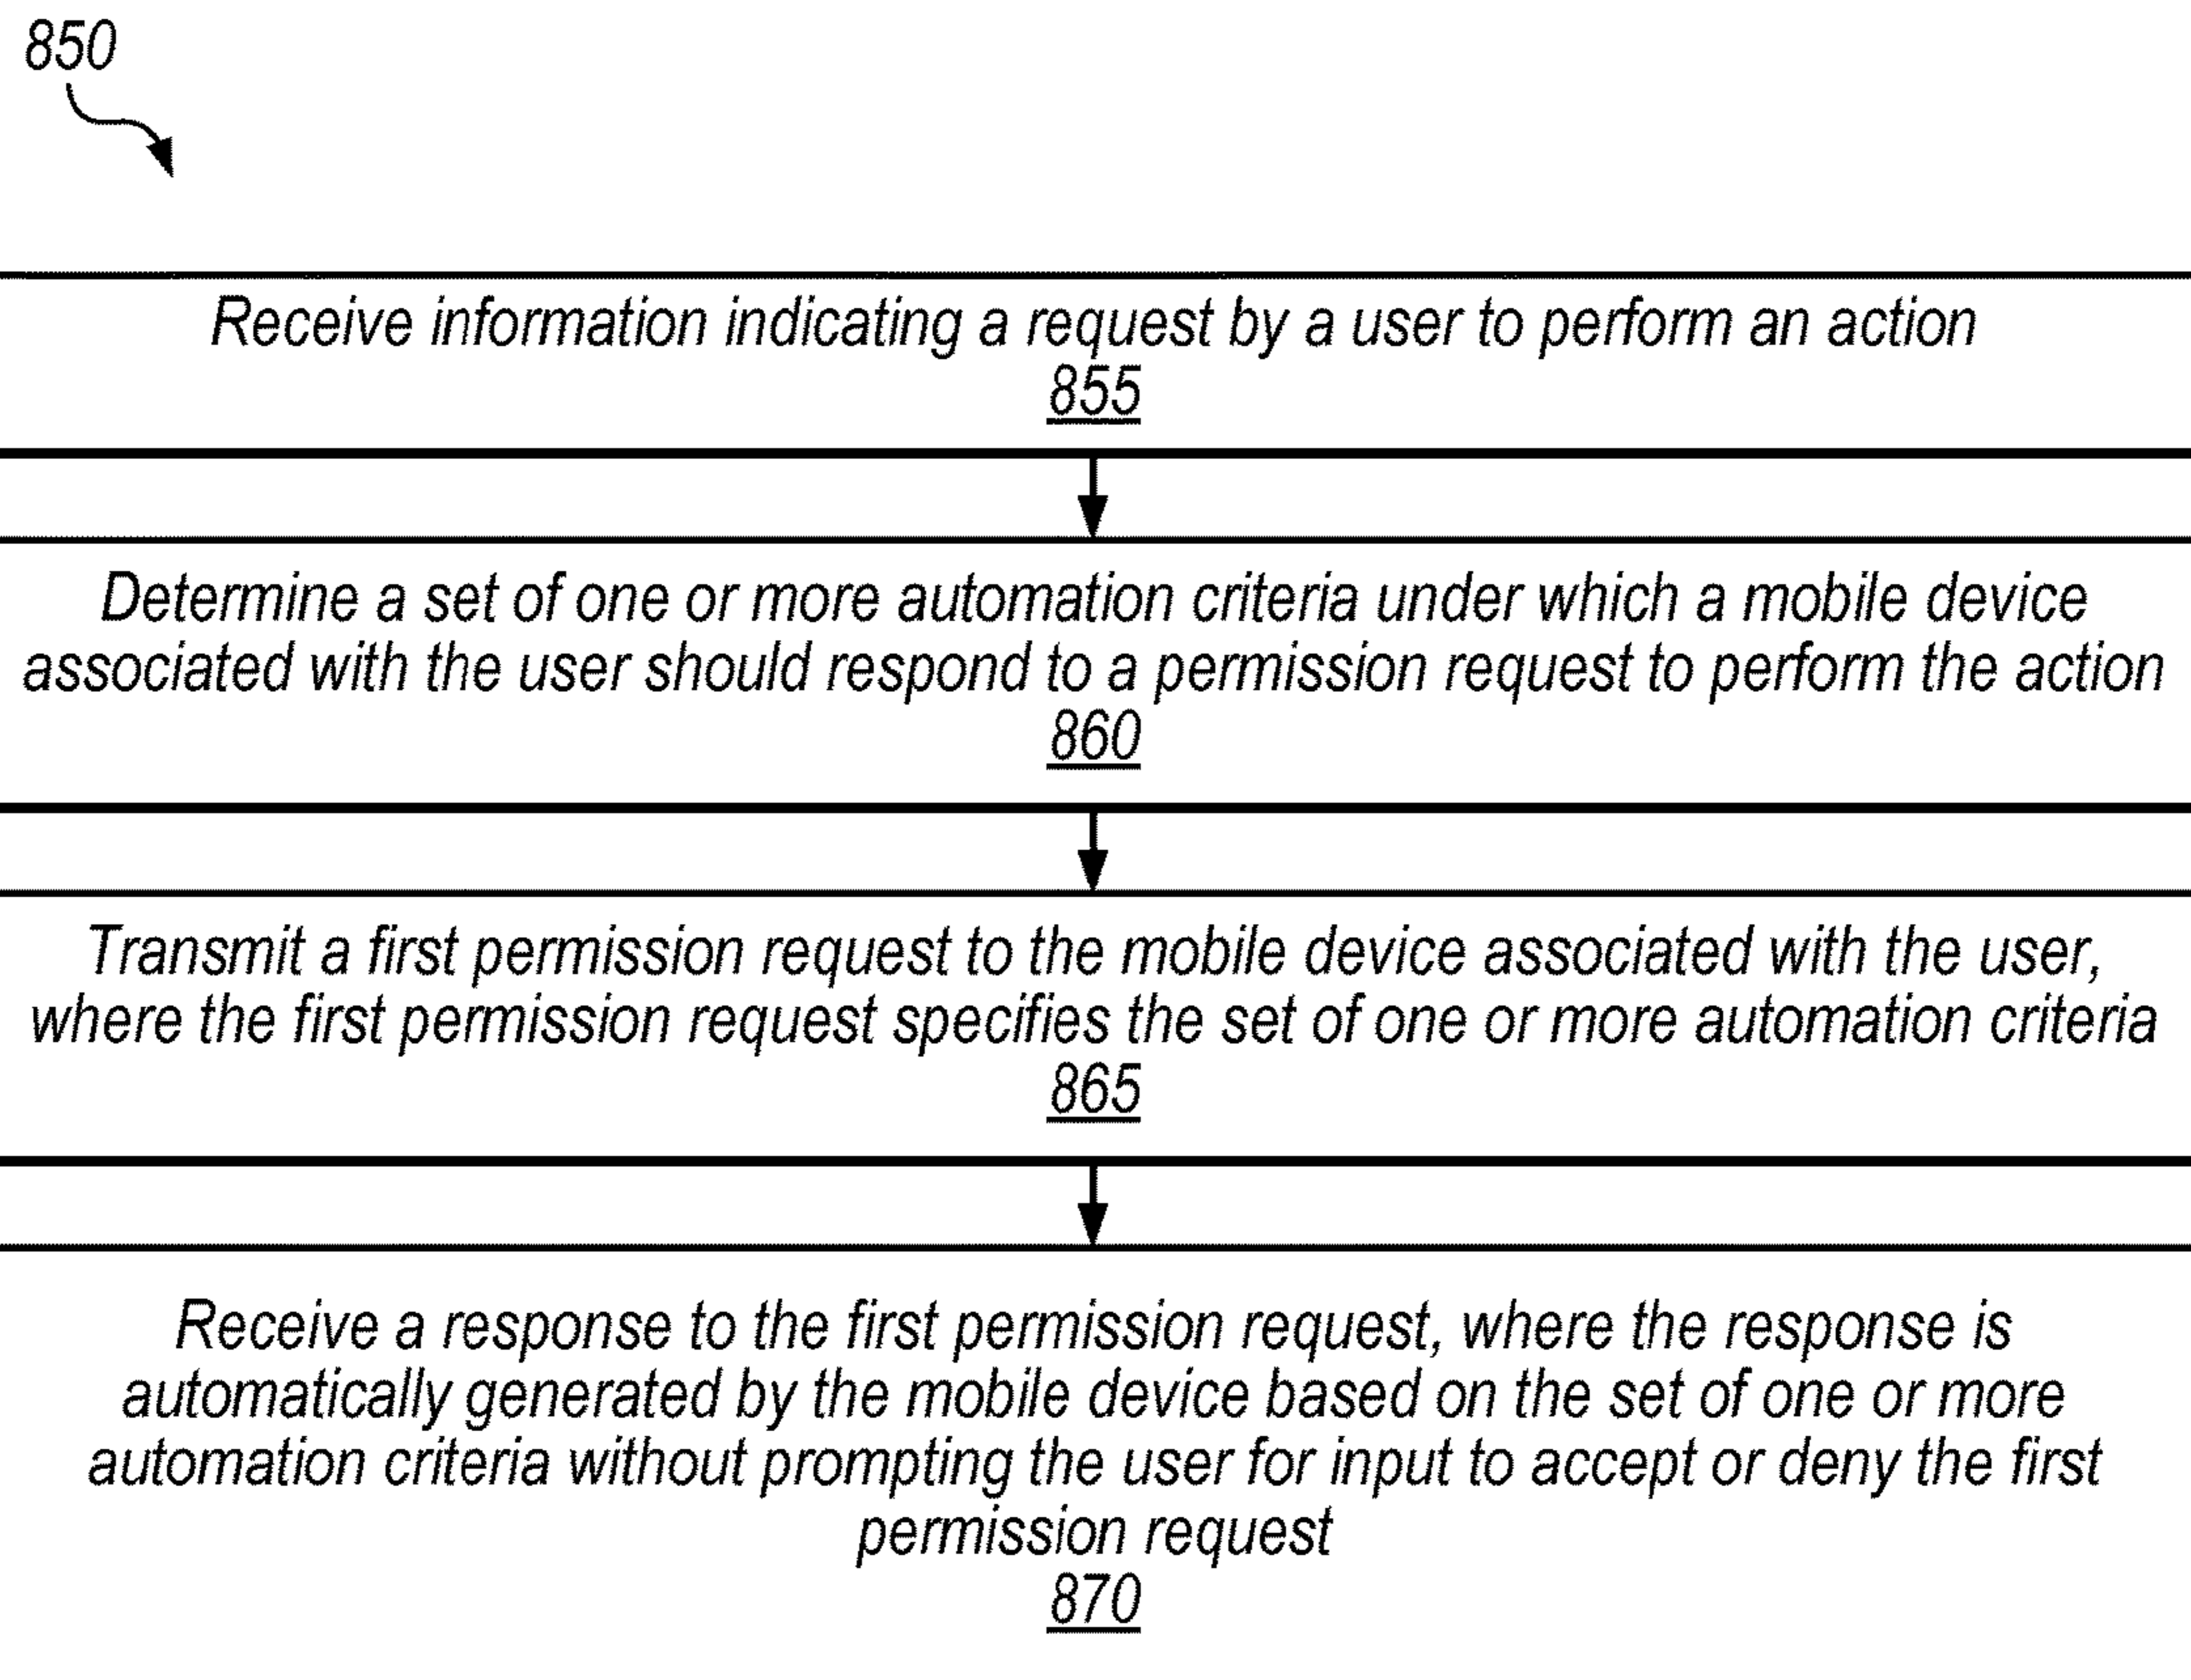 850
Receive information indicating a request by a user to perform an action
855
Determine a set of one or more automation criteria under which a mobile device
associated with the user should respond to a permission request to perform the action
860
Transmit a first permission request to the mobile device associated with the user,
where the first permission request specifies the set of one or more automation criteria
865
Receive a response to the first permission request, where the response is
automatically generated by the mobile device based on the set of one or more
automation criteria without prompting the user for input to accept or deny the first
permission request
870